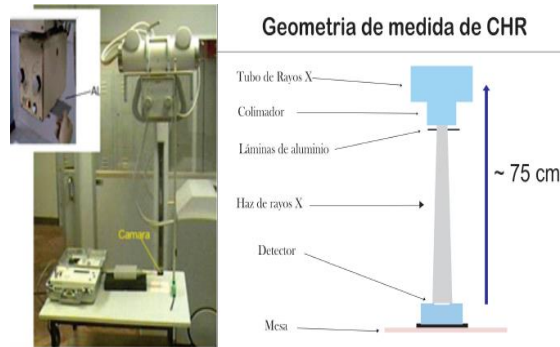 AL
Camara
Geometria de medida de CHR
Tubo de Rayos X
Colimador
Láminas de aluminio
Haz de rayos X
Detector
Mesa
~ 75 cm